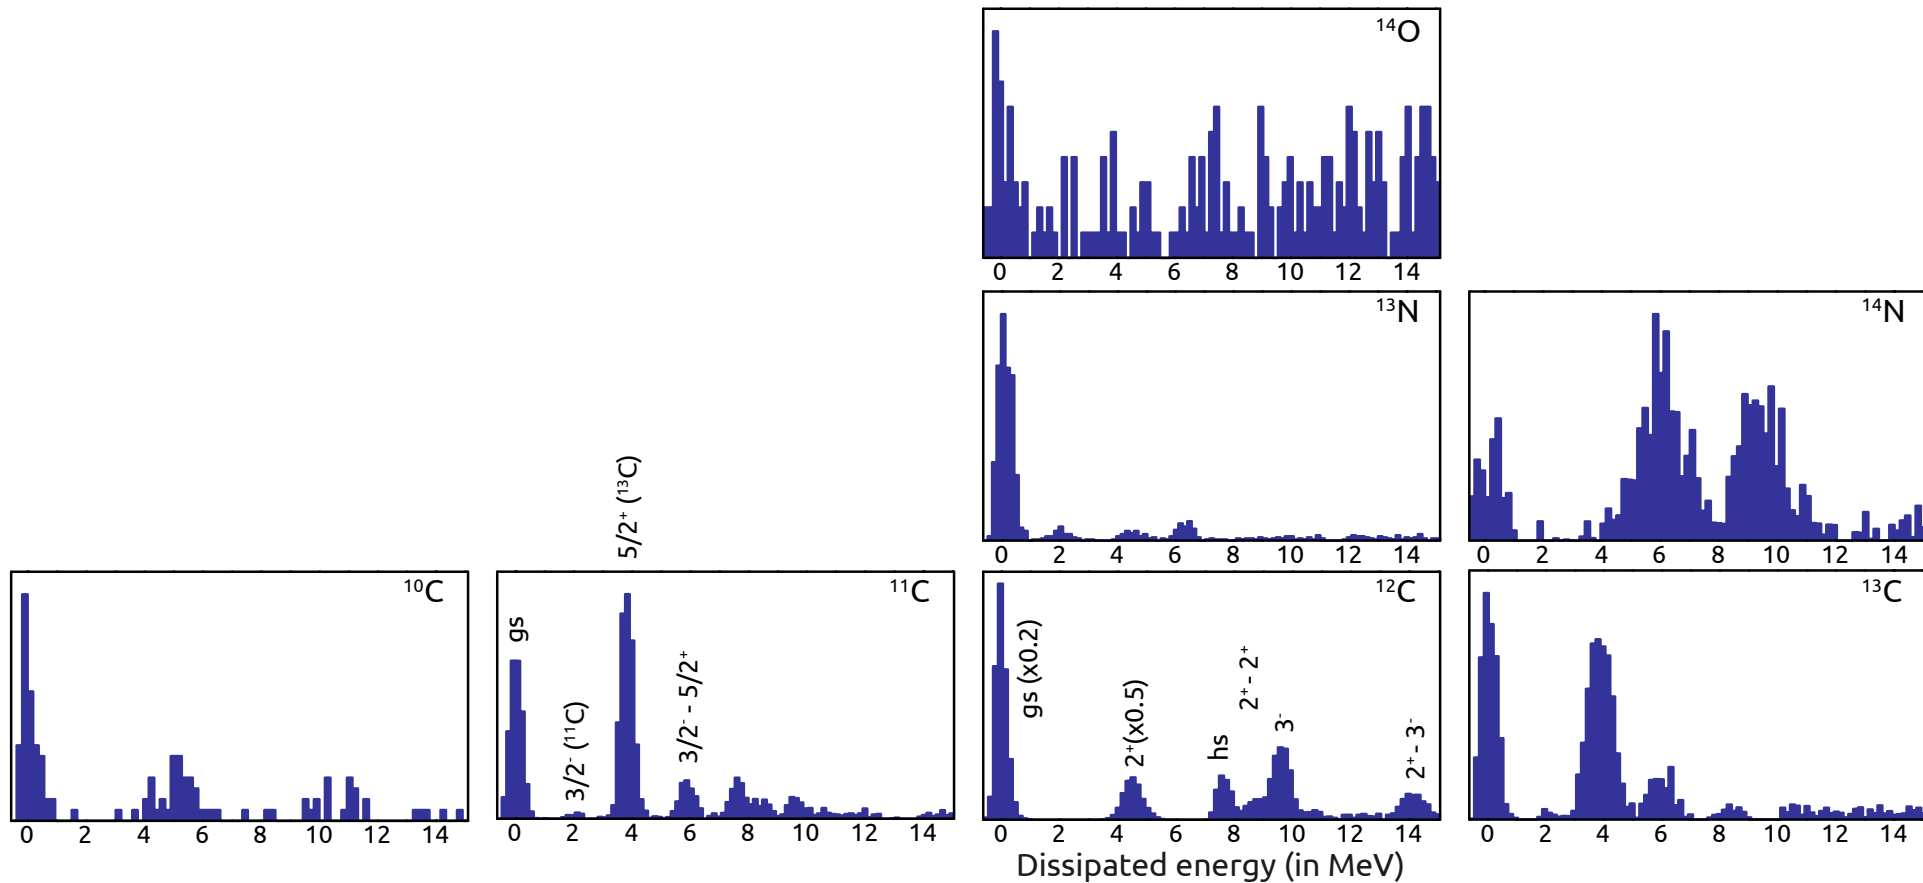 ¹⁴O
0 2 4 6 8 10 12 14
¹³N
0 2 4 6 8 10 12 14
¹⁴N
0 2 4 6 8 10 12 14
¹⁰C
0 2 4 6 8 10 12 14
¹¹C
gs
3/2⁻ (¹¹C)
5/2⁺ (¹³C)
3/2⁻ - 5/2⁺
0 2 4 6 8 10 12 14
¹²C
gs (x0.2)
2⁺(x0.5)
hs
2⁺- 2⁺
3⁻
2⁺- 3⁻
0 2 4 6 8 10 12 14
¹³C
0 2 4 6 8 10 12 14
Dissipated energy (in MeV)